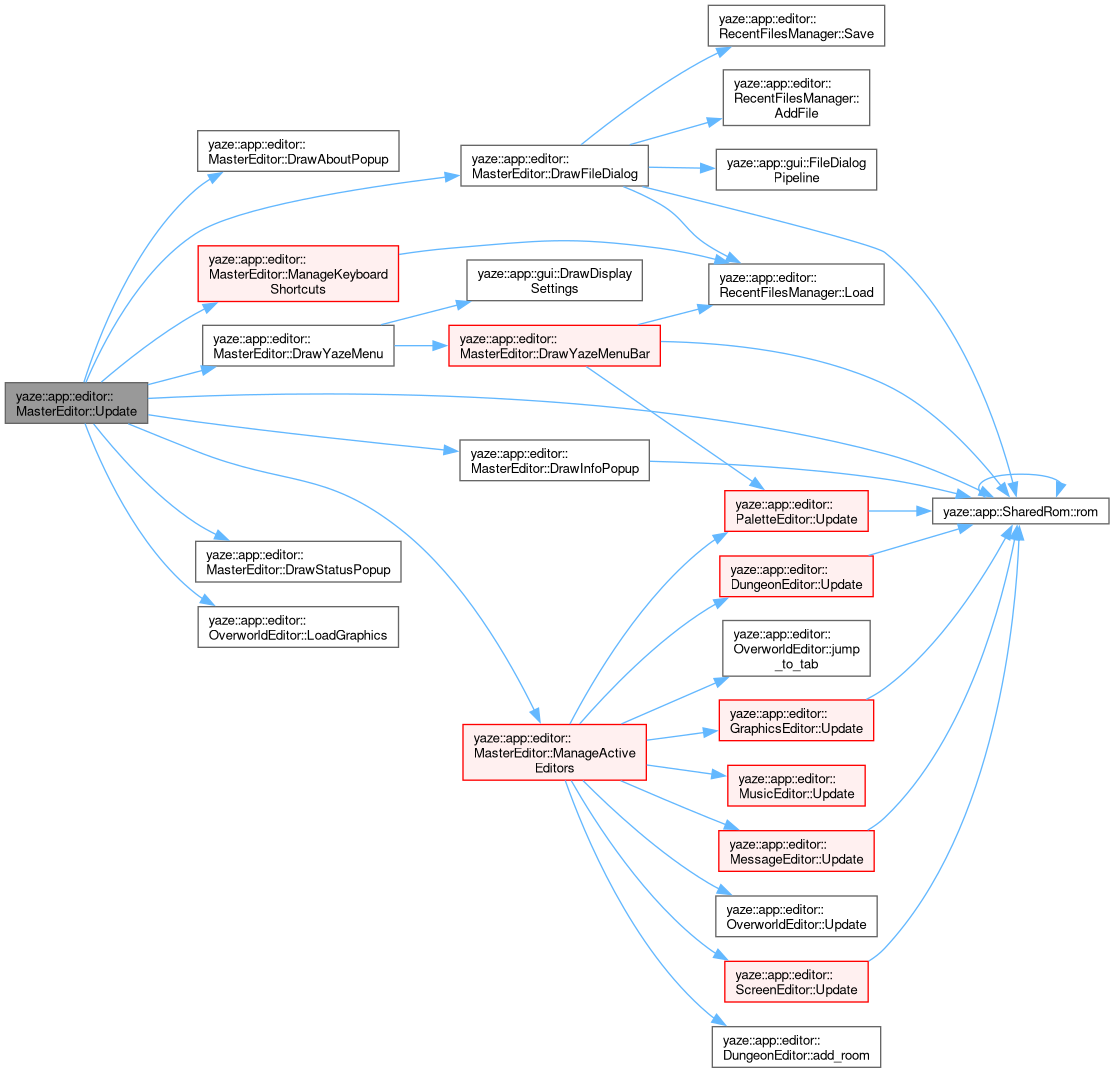 yaze::app::editor::
RecentFilesManager::Save
yaze::app::editor::
RecentFilesManager::
AddFile
yaze::app::editor::
MasterEditor::DrawAboutPopup
yaze::app::editor::
MasterEditor::DrawFileDialog
yaze::app::gui::FileDialog
Pipeline
yaze::app::editor::
MasterEditor::ManageKeyboard
Shortcuts
yaze::app::gui::DrawDisplay
Settings
yaze::app::editor::
RecentFilesManager::Load
yaze::app::editor::
MasterEditor::DrawYazeMenu
yaze::app::editor::
MasterEditor::DrawYazeMenuBar
yaze::app::editor::
MasterEditor::Update
yaze::app::editor::
MasterEditor::DrawInfoPopup
yaze::app::editor::
PaletteEditor::Update
yaze::app::SharedRom::rom
yaze::app::editor::
MasterEditor::DrawStatusPopup
yaze::app::editor::
DungeonEditor::Update
yaze::app::editor::
OverworldEditor::LoadGraphics
yaze::app::editor::
OverworldEditor::jump
_to_tab
yaze::app::editor::
GraphicsEditor::Update
yaze::app::editor::
MasterEditor::ManageActive
Editors
yaze::app::editor::
MusicEditor::Update
yaze::app::editor::
MessageEditor::Update
yaze::app::editor::
OverworldEditor::Update
yaze::app::editor::
ScreenEditor::Update
yaze::app::editor::
DungeonEditor::add_room